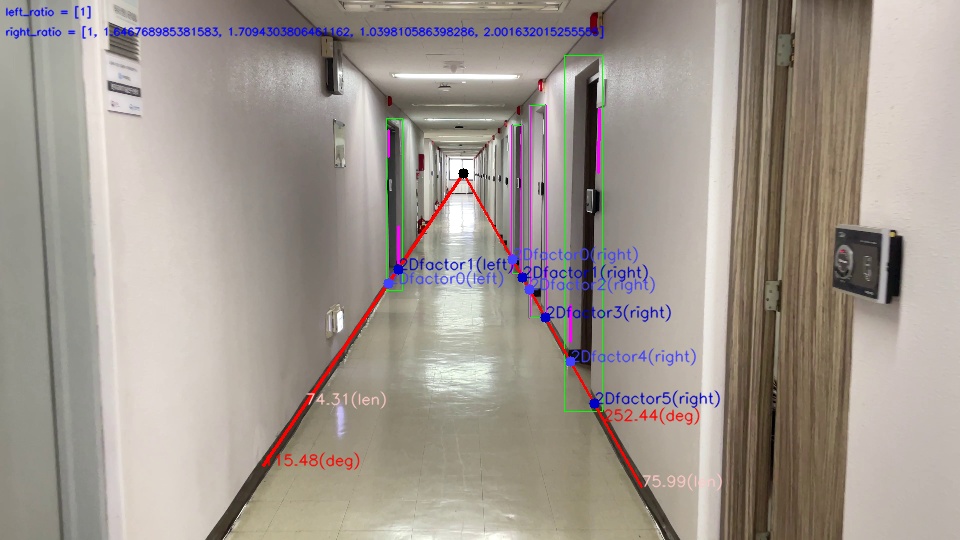 left_ratio = [1]
right_ratio = [1, 1.646768985381583, 1.7094303806461162, 1.039810586398286, 2.001632015255558]
2Dfactor0(right)
2Dfactor1(left)
2Dfactor1(right)
2Dfactor0(left)
2Dfactor2(right)
2Dfactor3(right)
2Dfactor4(right)
74.31(len)
2Dfactor5(right)
252.44(deg)
15.48(deg)
75.99(len)